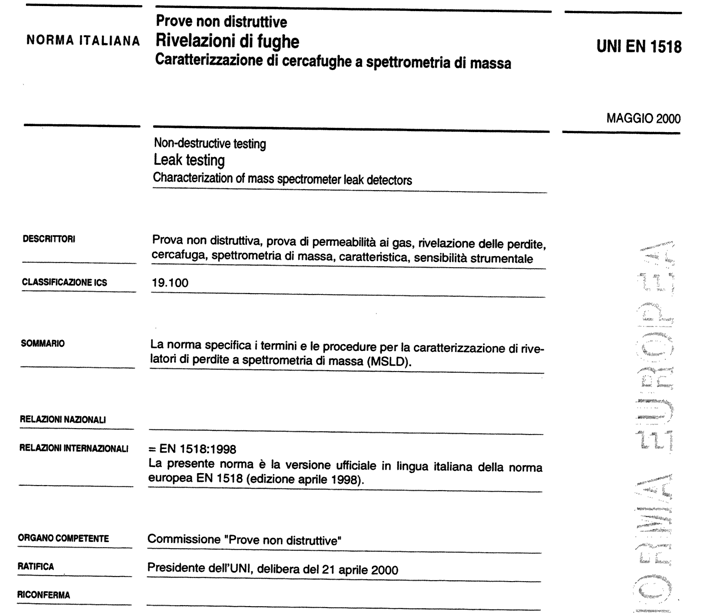 NORMA ITALIANA
Prove non distruttive
Rivelazioni di fughe
Caratterizzazione di cercafughe a spettrometria di massa
UNI EN 1518
MAGGIO 2000
Non-destructive testing
Leak testing
Characterization of mass spectrometer leak detectors
DESCRITTORI
Prova non distruttiva, prova di permeabilità ai gas, rivelazione delle perdite,
cercafuga, spettrometria di massa, caratteristica, sensibilità strumentale
CLASSIFICAZIONE ICS
19.100
SOMMARIO
La norma specifica i termini e le procedure per la caratterizzazione di rive-
latori di perdite a spettrometria di massa (MSLD).
RELAZIONI NAZIONALI
RELAZIONI INTERNAZIONALI
= EN 1518:1998
La presente norma è la versione ufficiale in lingua italiana della norma
europea EN 1518 (edizione aprile 1998).
ORGANO COMPETENTE
Commissione "Prove non distruttive"
RATIFICA
Presidente dell'UNI, delibera del 21 aprile 2000
RICONFERMA
ORMA EUROPEA